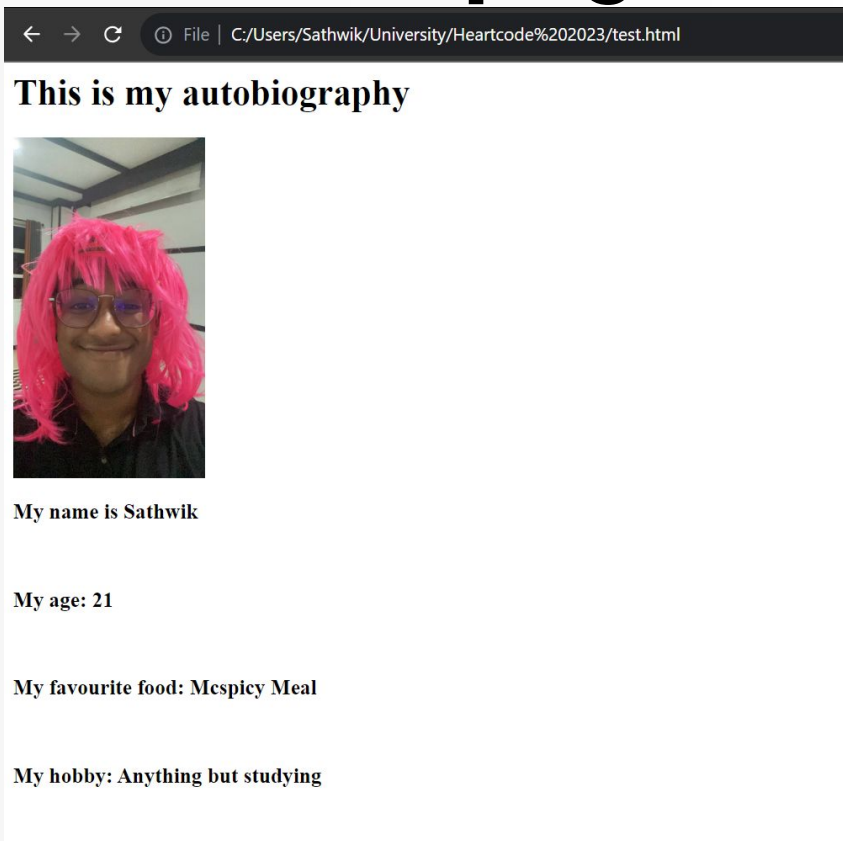 File | C:/Users/Sathwik/University/Heartcode%202023/test.html
This is my autobiography
My name is Sathwik
My age: 21
My favourite food: Mcspicy Meal
My hobby: Anything but studying